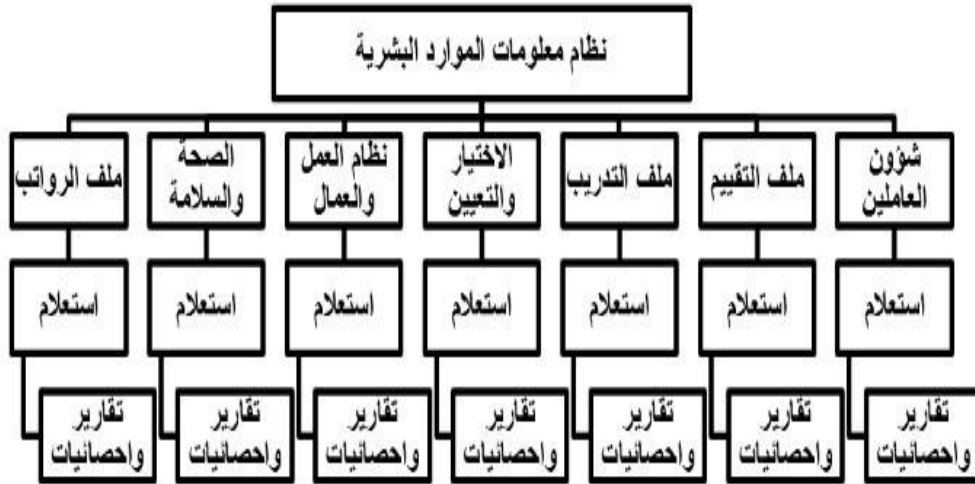 نظام معلومات الموارد البشرية
شؤون
العاملين
ملف التقييم
ملف التدريب
الاختيار
والتعيين
نظام العمل
والعمال
الصحة
والسلامة
ملف الرواتب
استعلام
استعلام
استعلام
استعلام
استعلام
استعلام
استعلام
تقارير
واحصائيات
تقارير
واحصائيات
تقارير
واحصائيات
تقارير
واحصائيات
تقارير
واحصائيات
تقارير
واحصائيات
تقارير
واحصائيات